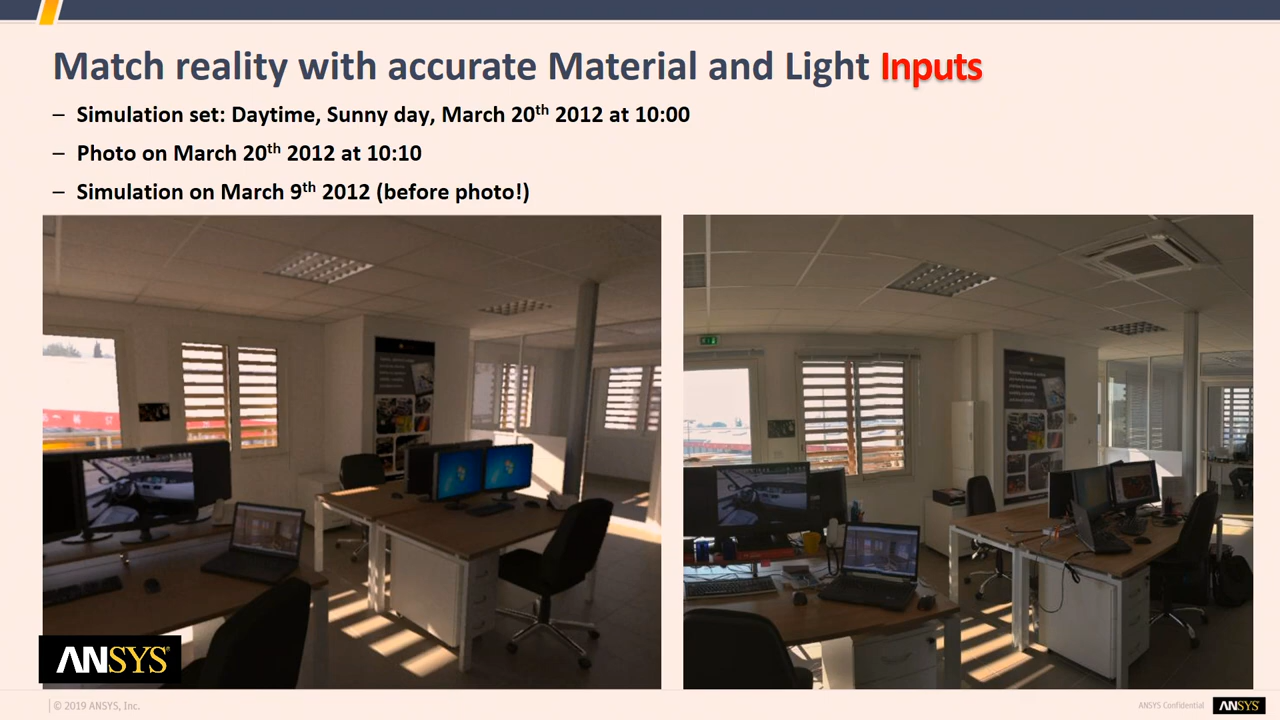 Match reality with accurate Material and Light Inputs
– Simulation set: Daytime, Sunny day, March 20th 2012 at 10:00
– Photo on March 20th 2012 at 10:10
– Simulation on March 9th 2012 (before photo!)
ANSYS®
© 2019 ANSYS, Inc.
ANSYS Confidential
ANSYS